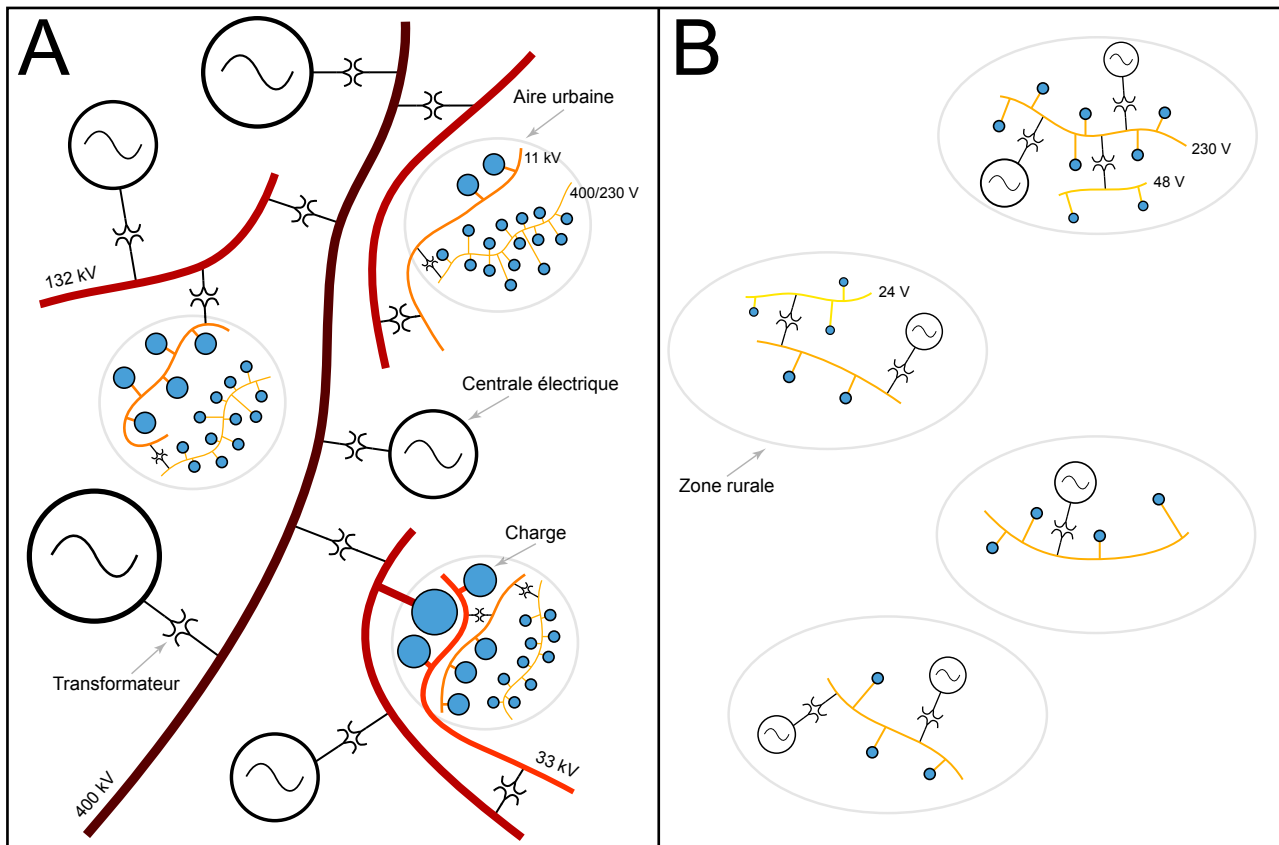 A
Aire urbaine
11 kV
400/230 V
132 kV
Centrale électrique
Charge
Transformateur
33 kV
400 kV
B
230 V
48 V
24 V
Zone rurale